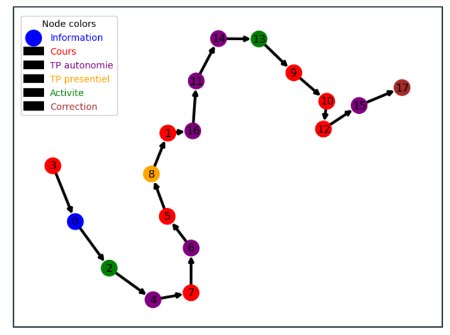 Node colors
Information
Cours
TP autonomie
TP presentiel
Activite
Correction
14
13
9
17
11
10
15
12
1
16
3
8
5
0
6
2
7
4